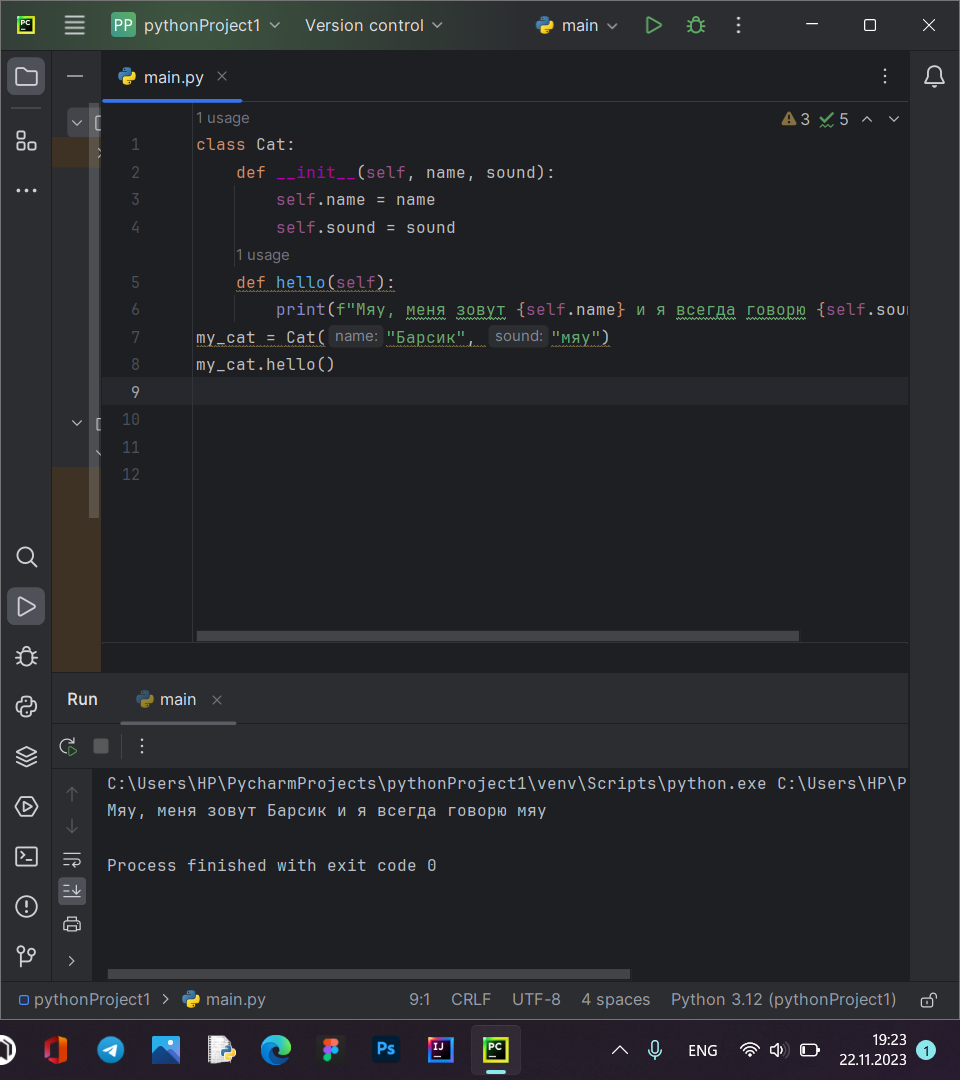 PC
PP pythonProject1 Version control main
main.py
1 usage 3 5
1 class Cat:
2 def __init__(self, name, sound):
3 self.name = name
4 self.sound = sound
1 usage
5 def hello(self):
6 print(f"Мяу, меня зовут {self.name} и я всегда говорю {self.sou
7 my_cat = Cat( name: "Барсик", sound: "мяу")
8 my_cat.hello()
9
10
11
12
Run main
C:\Users\HP\PycharmProjects\pythonProject1\venv\Scripts\python.exe C:\Users\HP\P
Мяу, меня зовут Барсик и я всегда говорю мяу
Process finished with exit code 0
pythonProject1 > main.py 9:1 CRLF UTF-8 4 spaces Python 3.12 (pythonProject1)
Ps IJ PC ENG 19:23
22.11.2023 1